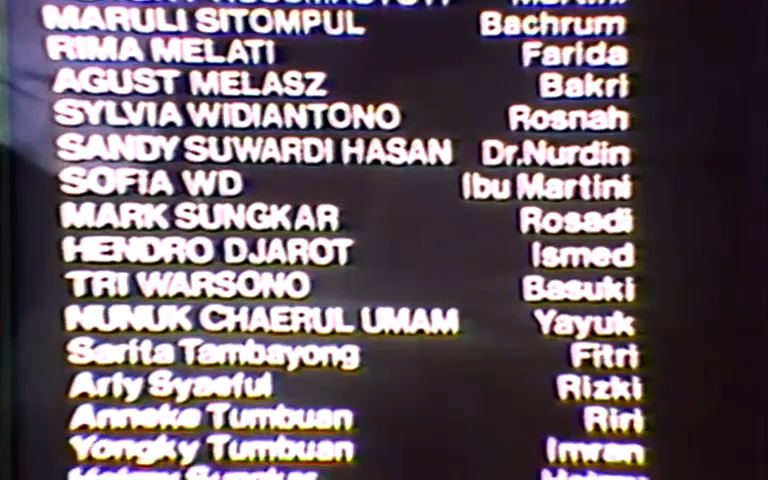 MARULI SITOMPUL Bachrum
RIMA MELATI Farida
AGUST MELASZ Bakri
SYLVIA WIDIANTONO Rosnah
SANDY SUWARDI HASAN Dr.Nurdin
SOFIA WD Ibu Martini
MARK SUNGKAR Rosadi
HENDRO DJAROT Ismed
TRI WARSONO Basuki
NUNUK CHAERUL UMAM Yayuk
Sarita Tambayong Fitri
Arly Syaeful Rizki
Anneke Tumbuan Riri
Yongky Tumbuan Imran